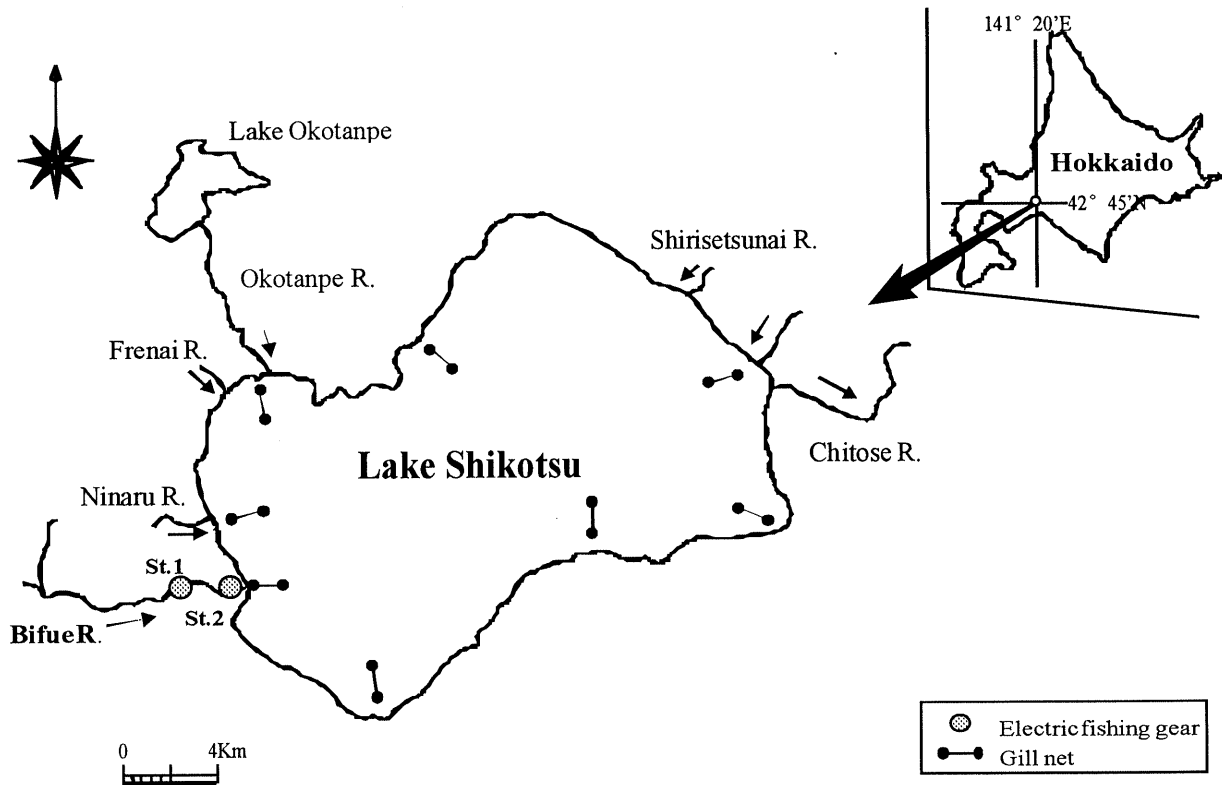 141° 20'E
Lake Okotanpe
Hokkaido
42° 45'N
Shirisetsunai R.
Okotanpe R.
Frenai R.
Lake Shikotsu
Chitose R.
Ninaru R.
St.1
St.2
Bifue R.
0 4Km
Electric fishing gear
Gill net